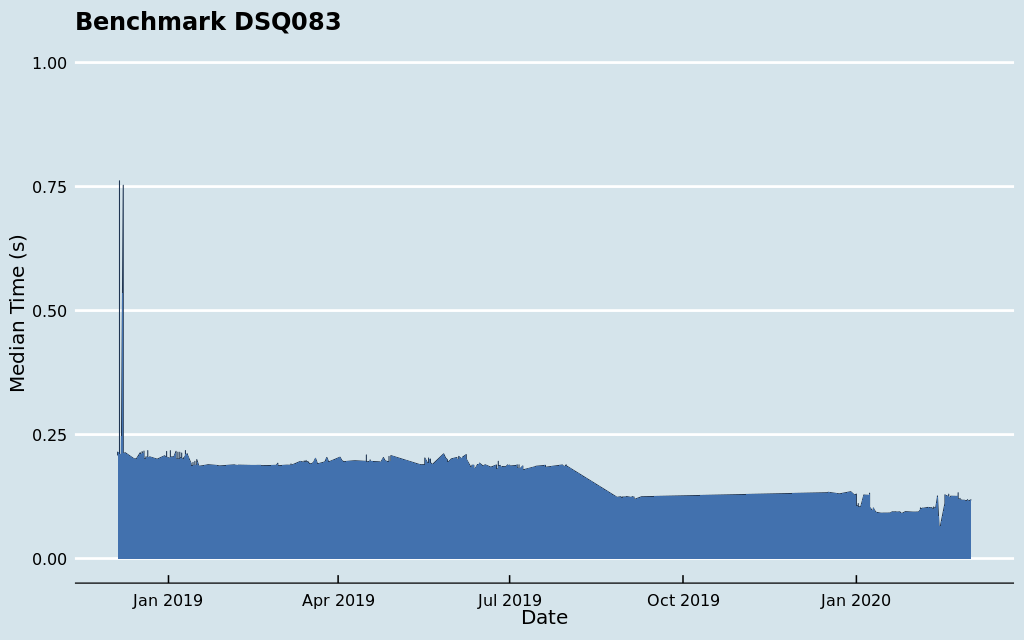 Benchmark DSQ083
1.00
0.75
0.50
0.25
0.00
Median Time (s)
Jan 2019
Apr 2019
Jul 2019
Oct 2019
Jan 2020
Date